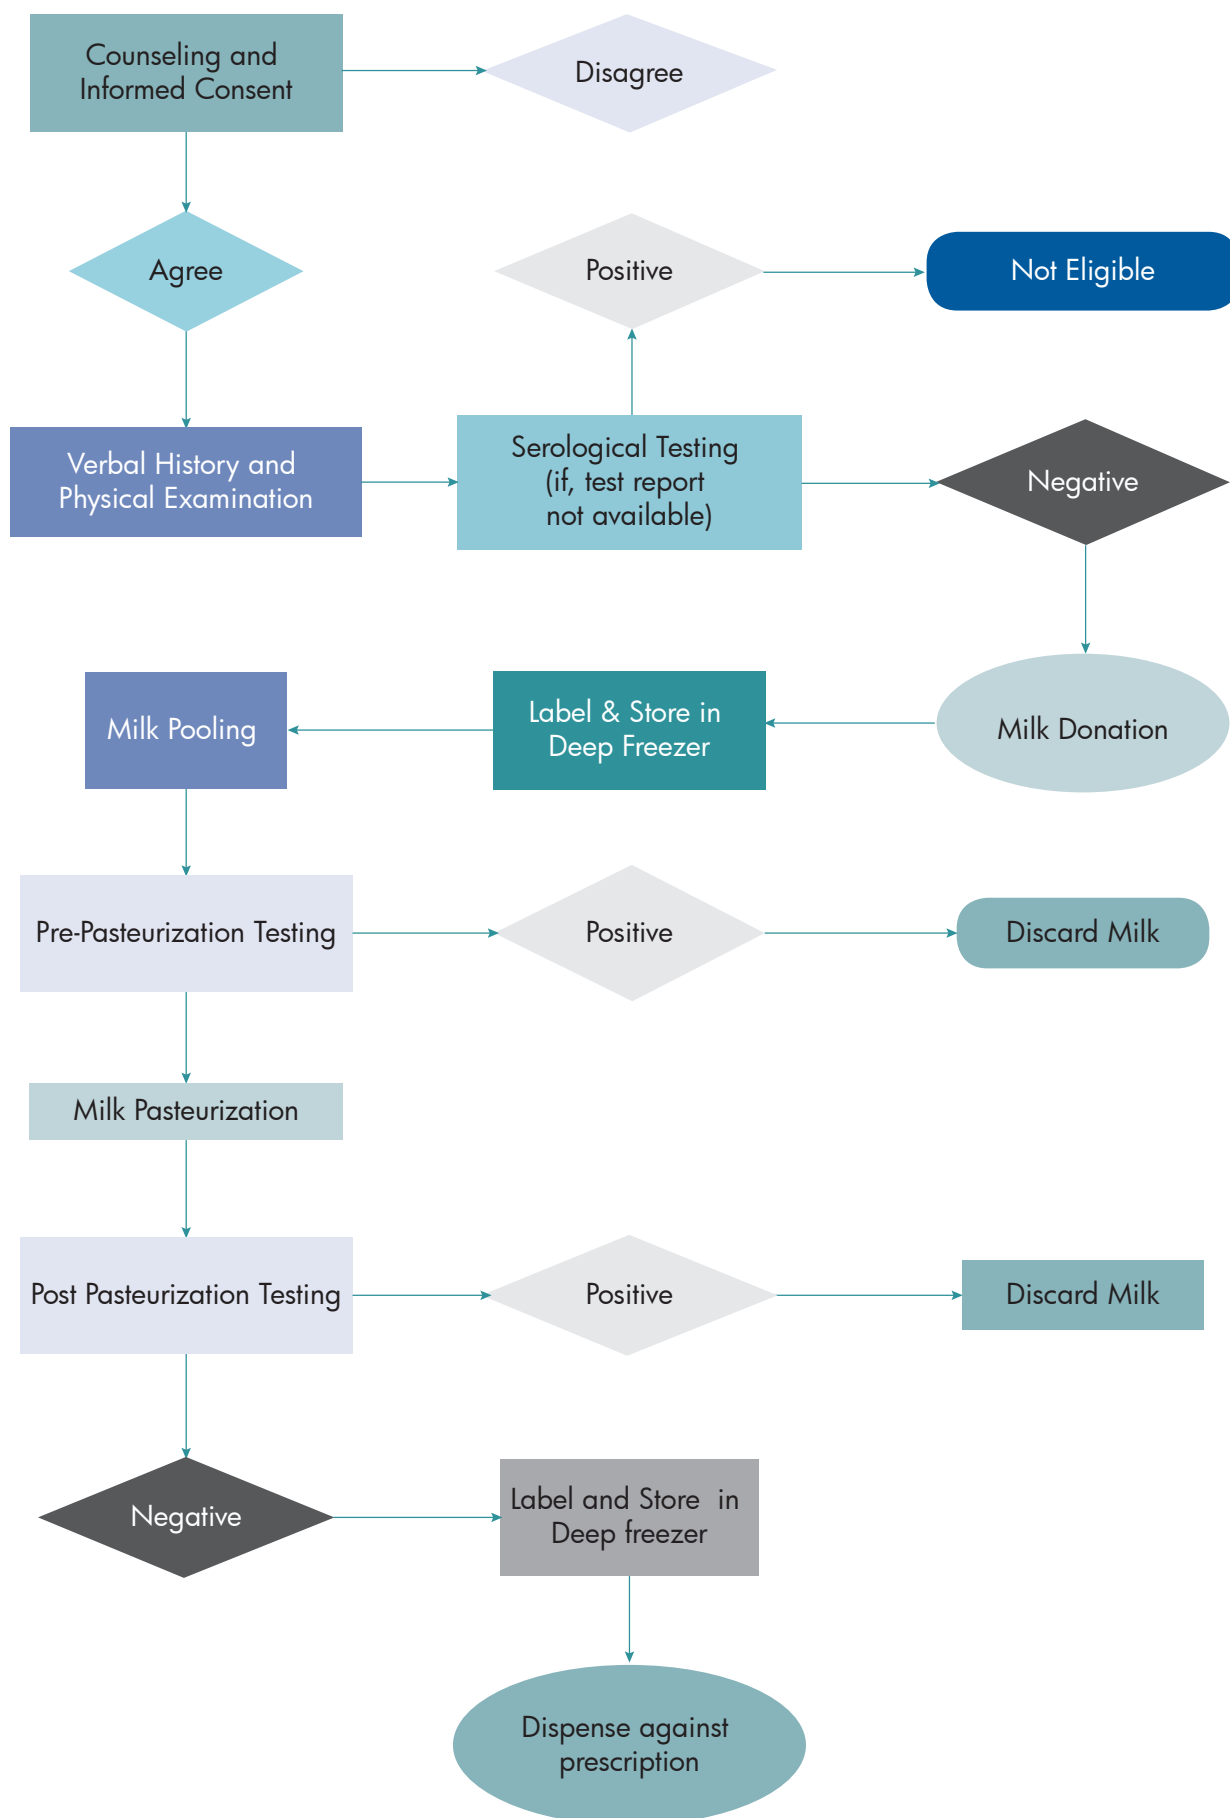 Counseling and
Informed Consent
Disagree
Agree
Positive
Not Eligible
Verbal History and
Physical Examination
Serological Testing
(if, test report
not available)
Negative
Milk Pooling
Label & Store in
Deep Freezer
Milk Donation
Pre-Pasteurization Testing
Positive
Discard Milk
Milk Pasteurization
Post Pasteurization Testing
Positive
Discard Milk
Negative
Label and Store in
Deep freezer
Dispense against
prescription